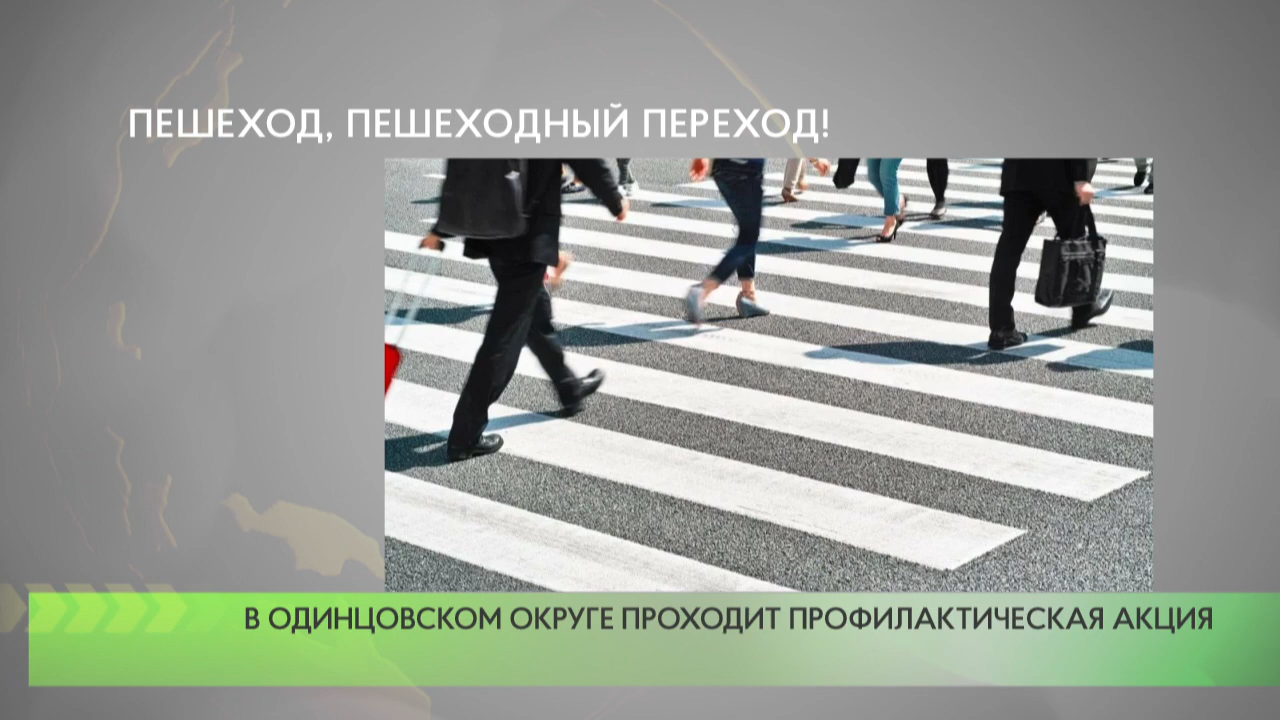 ПЕШЕХОД, ПЕШЕХОДНЫЙ ПЕРЕХОД!
В ОДИНЦОВСКОМ ОКРУГЕ ПРОХОДИТ ПРОФИЛАКТИЧЕСКАЯ АКЦИЯ